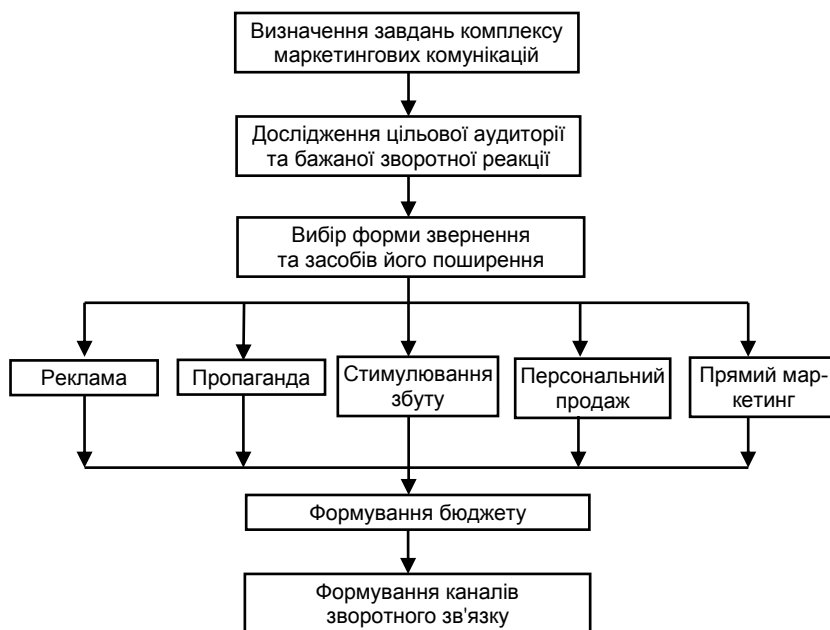 Визначення завдань комплексу
маркетингових комунікацій
Дослідження цільової аудиторії
та бажаної зворотної реакції
Вибір форми звернення
та засобів його поширення
Реклама
Пропаганда
Стимулювання
збуту
Персональний
продаж
Прямий мар-
кетинг
Формування бюджету
Формування каналів
зворотного зв'язку